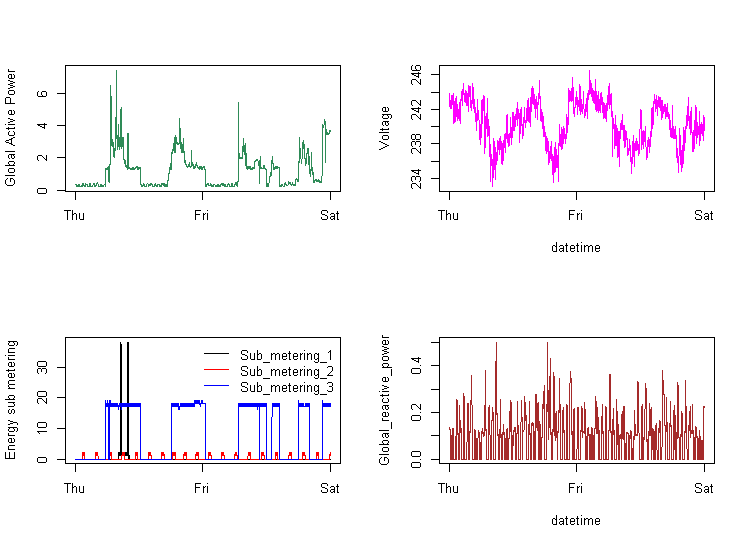 Global Active Power
0 2 4 6
Thu Fri Sat
Voltage
234 238 242 246
Thu Fri Sat
datetime
Energy sub metering
0 10 20 30
Sub_metering_1
Sub_metering_2
Sub_metering_3
Thu Fri Sat
Global_reactive_power
0.0 0.2 0.4
Thu Fri Sat
datetime